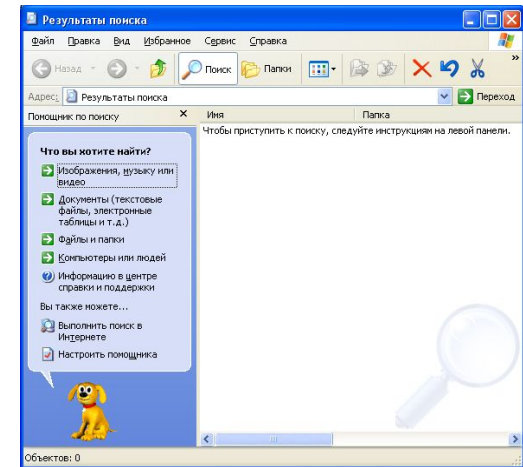 Результаты поиска
Файл Правка Вид Избранное Сервис Справка
Назад Поиск Папки »
Адрес: Результаты поиска Переход
Помощник по поиску Имя Папка
Чтобы приступить к поиску, следуйте инструкциям на левой панели.
Что вы хотите найти?
Изображения, музыку или
видео
Документы (текстовые
файлы, электронные
таблицы и т.д.)
Файлы и папки
Компьютеры или людей
Информацию в центре
справки и поддержки
Вы также можете...
Выполнить поиск в
Интернете
Настроить помощника
Объектов: 0